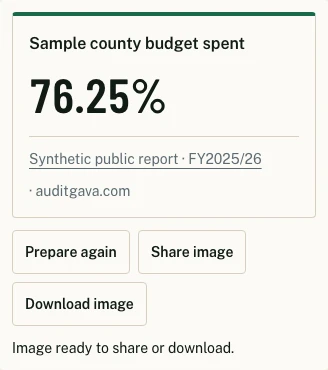 Sample county budget spent
76.25%
Synthetic public report · FY2025/26
· auditgava.com
Prepare again
Share image
Download image
Image ready to share or download.